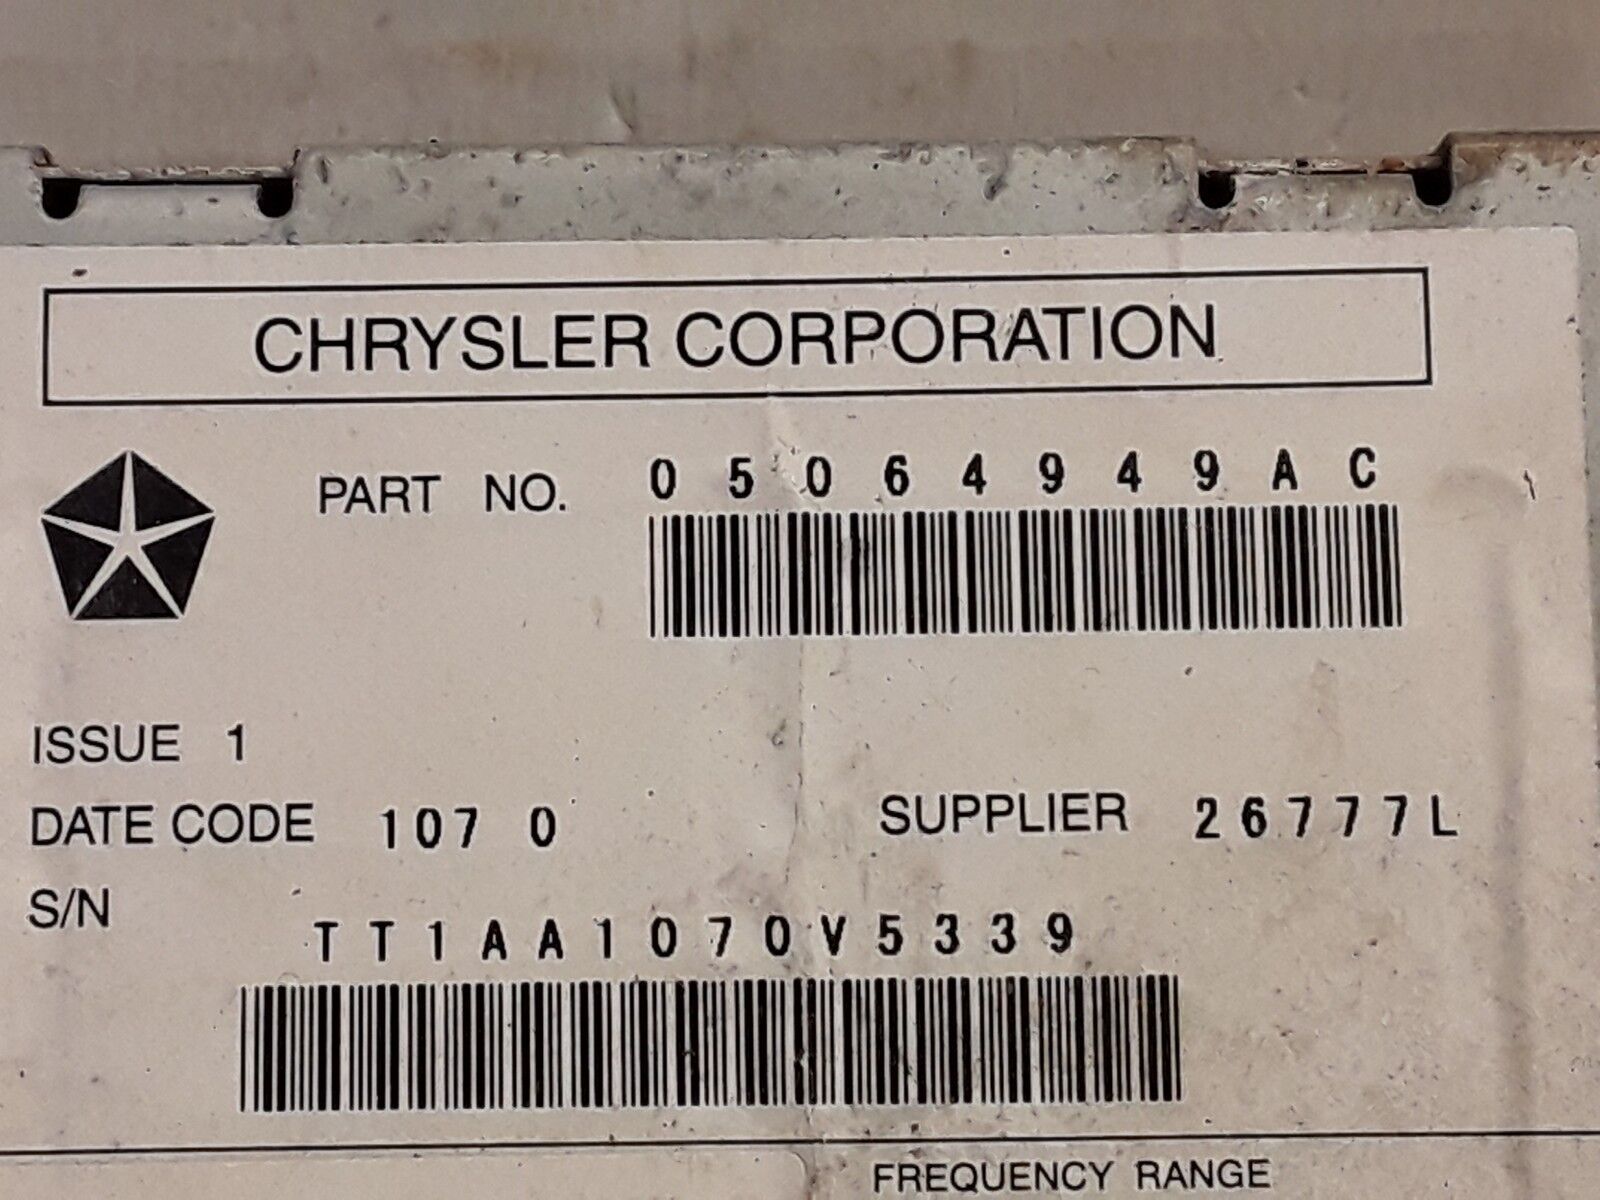 CHRYSLER CORPORATION
PART NO. 05064949AC
ISSUE 1
DATE CODE 107 0 SUPPLIER 26777L
S/N TT1AA1070V5339
FREQUENCY RANGE